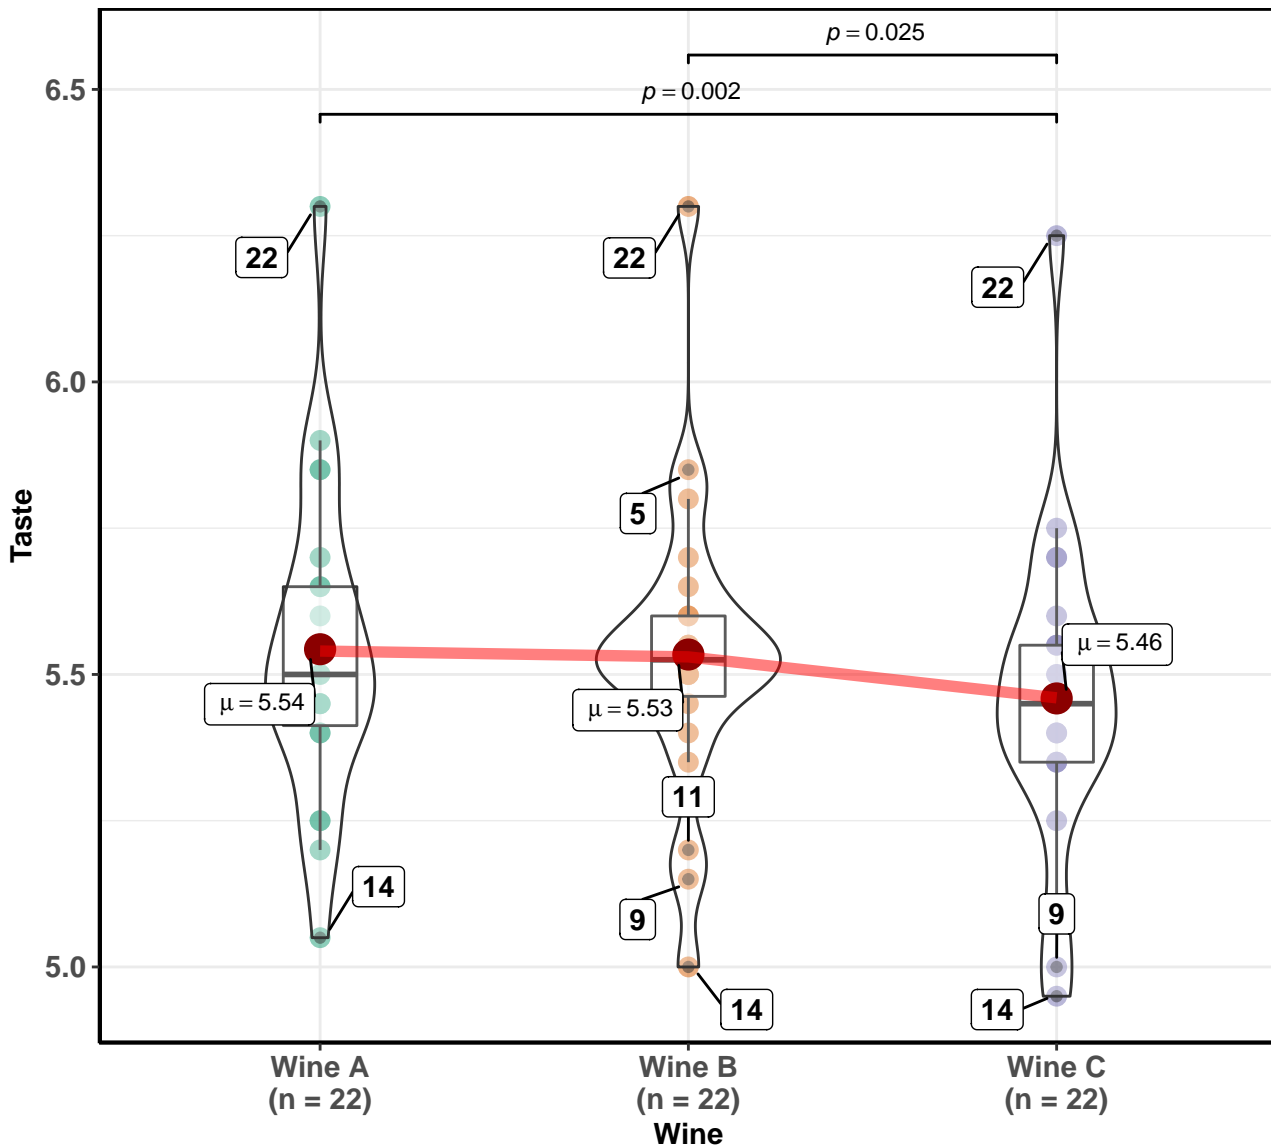 p = 0.025
6.5
p = 0.002
22
22
22
6.0
5
Taste
μ = 5.46
5.5
μ = 5.54
μ = 5.53
11
14
9
9
5.0
14
14
Wine A
(n = 22)
Wine B
(n = 22)
Wine C
(n = 22)
Wine